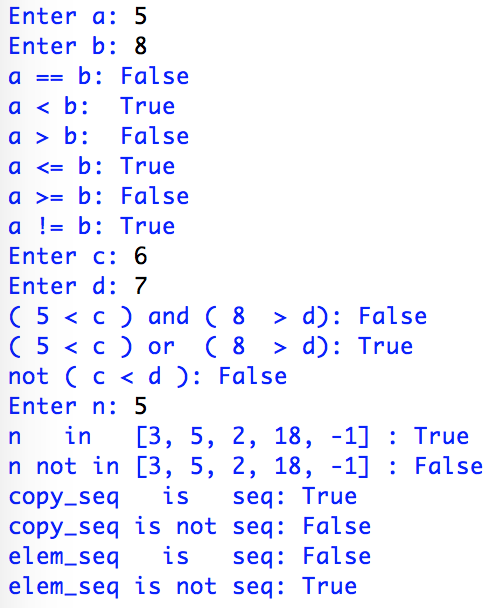 Enter a: 5
Enter b: 8
a == b: False
a < b:  True
a > b:  False
a <= b: True
a >= b: False
a != b: True
Enter c: 6
Enter d: 7
( 5 < c ) and ( 8  > d): False
( 5 < c ) or  ( 8  > d): True
not ( c < d ): False
Enter n: 5
n   in   [3, 5, 2, 18, -1] : True
n not in [3, 5, 2, 18, -1] : False
copy_seq   is   seq: True
copy_seq is not seq: False
elem_seq   is   seq: False
elem_seq is not seq: True